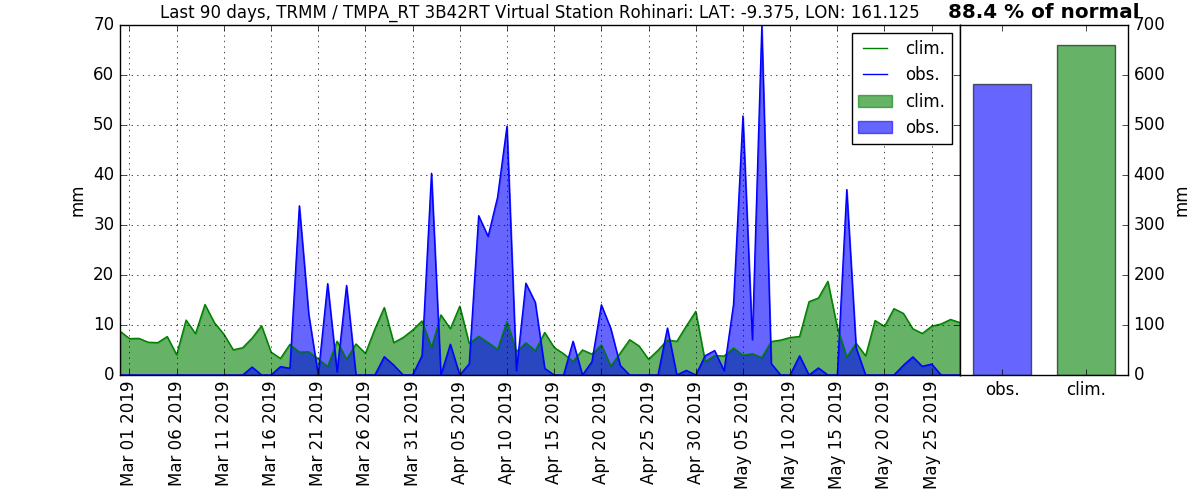 Last 90 days, TRMM / TMPA_RT 3B42RT Virtual Station Rohinari: LAT: -9.375, LON: 161.125
88.4 % of normal
70
60
50
40
30
20
10
0
mm
clim.
obs.
clim.
obs.
700
600
500
400
300
200
100
0
mm
obs.
clim.
Mar 01 2019
Mar 06 2019
Mar 11 2019
Mar 16 2019
Mar 21 2019
Mar 26 2019
Mar 31 2019
Apr 05 2019
Apr 10 2019
Apr 15 2019
Apr 20 2019
Apr 25 2019
Apr 30 2019
May 05 2019
May 10 2019
May 15 2019
May 20 2019
May 25 2019